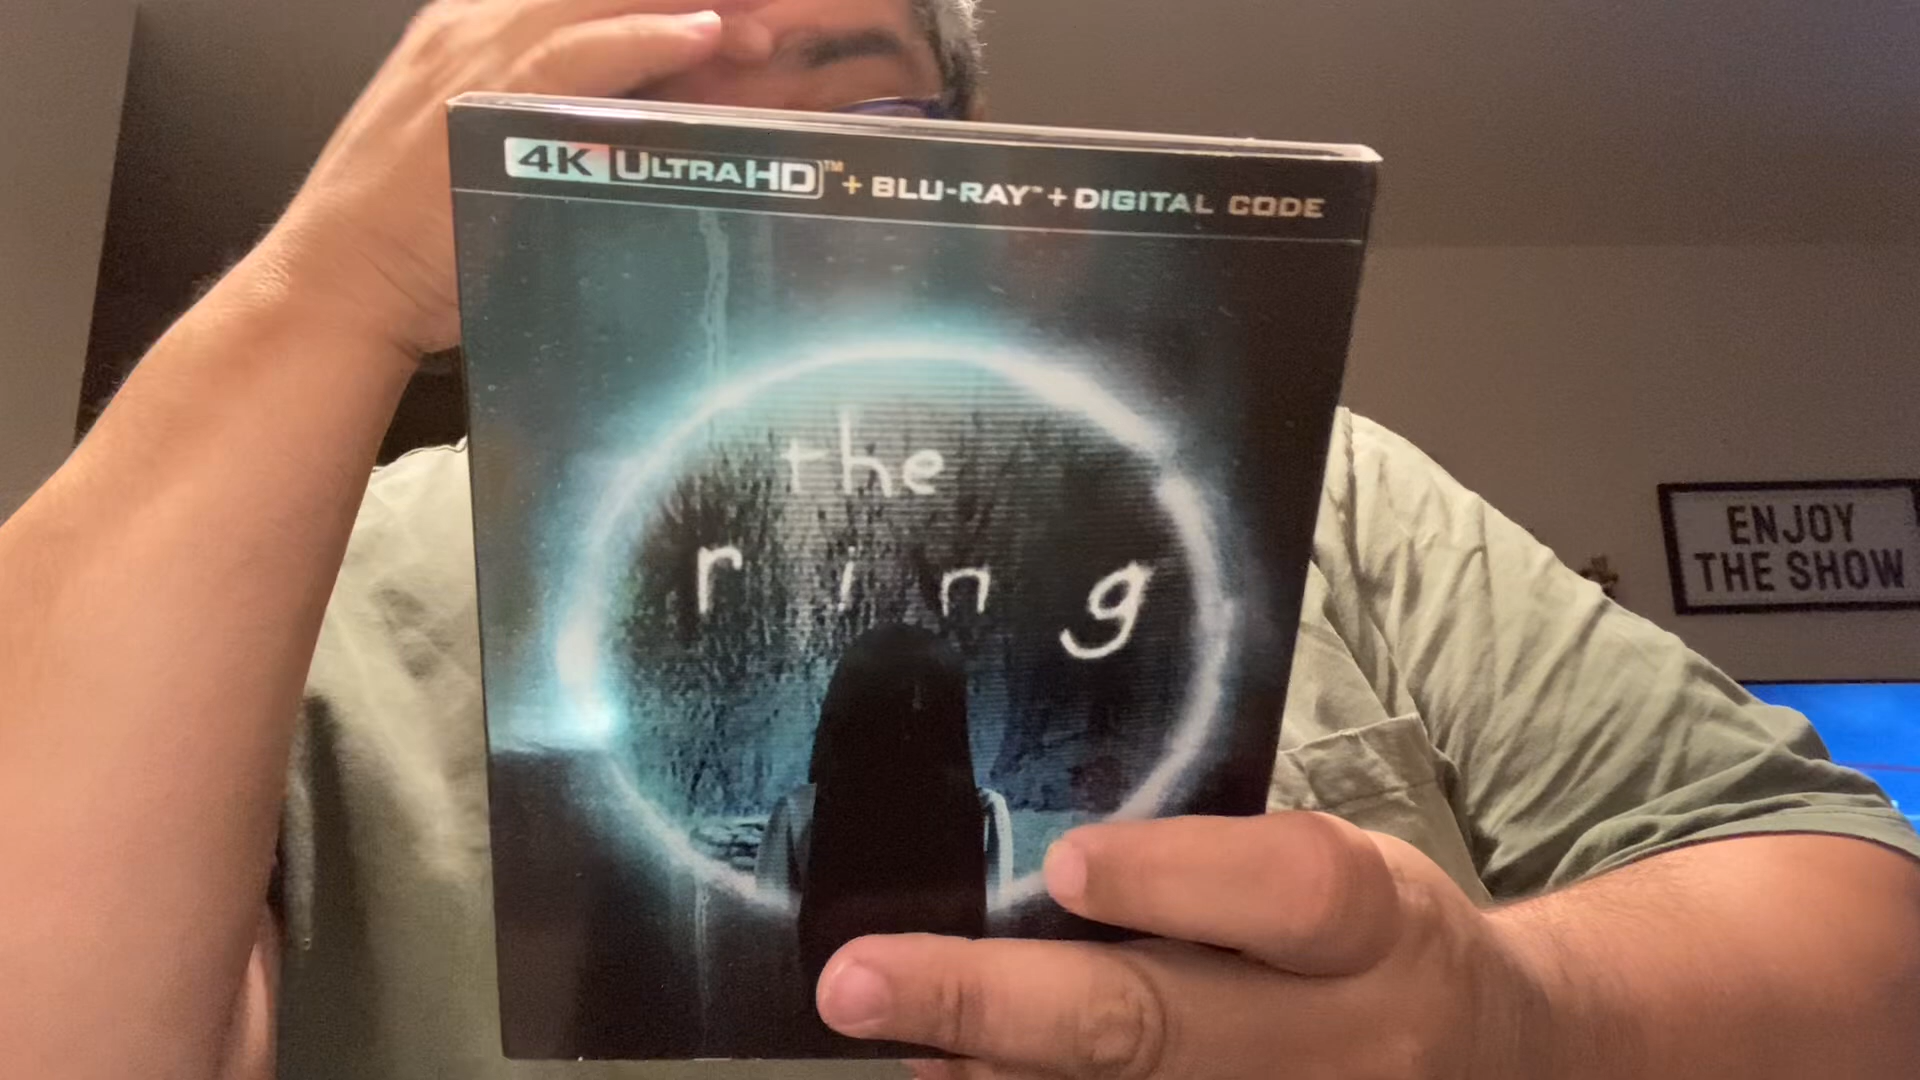 4K ULTRA HD™ + BLU-RAY™ + DIGITAL CODE
the
ring
ENJOY
THE SHOW